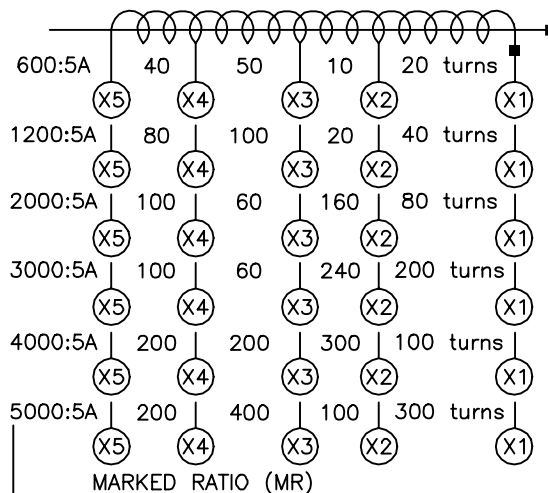 600:5A 40 50 10 20 turns
X5 X4 X3 X2 X1
1200:5A 80 100 20 40 turns
X5 X4 X3 X2 X1
2000:5A 100 60 160 80 turns
X5 X4 X3 X2 X1
3000:5A 100 60 240 200 turns
X5 X4 X3 X2 X1
4000:5A 200 200 300 100 turns
X5 X4 X3 X2 X1
5000:5A 200 400 100 300 turns
X5 X4 X3 X2 X1
MARKED RATIO (MR)